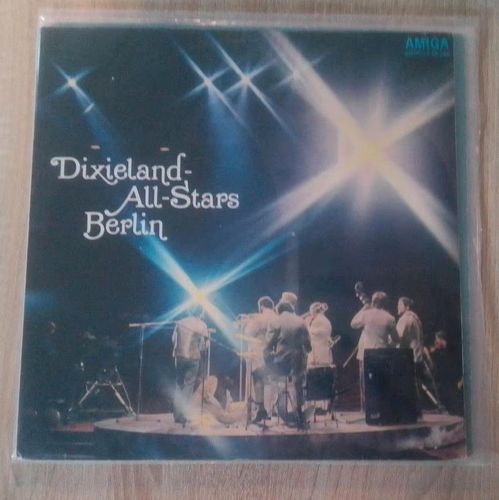 AMIGA
Dixieland-
All-Stars
Berlin